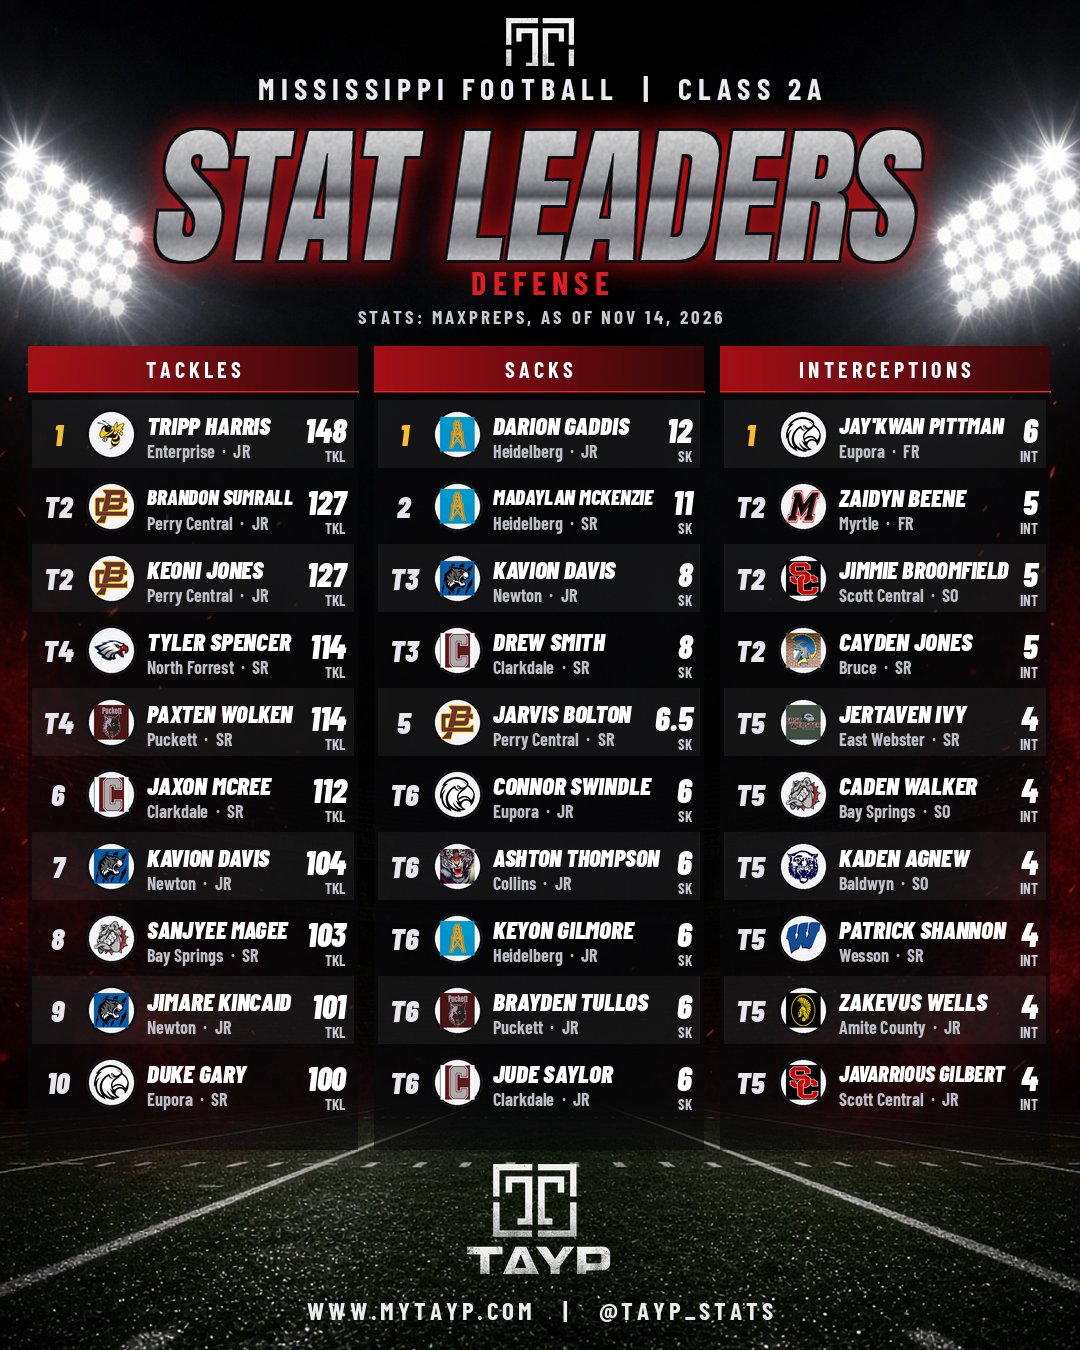 MISSISSIPPI FOOTBALL | CLASS 2A
STAT LEADERS
DEFENSE
STATS: MAXPREPS, AS OF NOV 14, 2026
TACKLES
1 TRIPP HARRIS 148
Enterprise · JR TKL
T2 BRANDON SUMRALL 127
Perry Central · JR TKL
T2 KEONI JONES 127
Perry Central · JR TKL
T4 TYLER SPENCER 114
North Forrest · SR TKL
T4 PAXTEN WOLKEN 114
Puckett · SR TKL
6 JAXON MCREE 112
Clarkdale · SR TKL
7 KAVION DAVIS 104
Newton · JR TKL
8 SANJYEE MAGEE 103
Bay Springs · SR TKL
9 JIMARE KINCAID 101
Newton · JR TKL
10 DUKE GARY 100
Eupora · SR TKL
SACKS
1 DARION GADDIS 12
Heidelberg · JR SK
2 MADAYLAN MCKENZIE 11
Heidelberg · SR SK
T3 KAVION DAVIS 8
Newton · JR SK
T3 DREW SMITH 8
Clarkdale · SR SK
5 JARVIS BOLTON 6.5
Perry Central · SR SK
T6 CONNOR SWINDLE 6
Eupora · JR SK
T6 ASHTON THOMPSON 6
Collins · JR SK
T6 KEYON GILMORE 6
Heidelberg · JR SK
T6 BRAYDEN TULLOS 6
Puckett · JR SK
T6 JUDE SAYLOR 6
Clarkdale · JR SK
INTERCEPTIONS
1 JAY'KWAN PITTMAN 6
Eupora · FR INT
T2 ZAIDYN BEENE 5
Myrtle · FR INT
T2 JIMMIE BROOMFIELD 5
Scott Central · SO INT
T2 CAYDEN JONES 5
Bruce · SR INT
T5 JERTAVEN IVY 4
East Webster · SR INT
T5 CADEN WALKER 4
Bay Springs · SO INT
T5 KADEN AGNEW 4
Baldwyn · SO INT
T5 PATRICK SHANNON 4
Wesson · SR INT
T5 ZAKEVUS WELLS 4
Amite County · JR INT
T5 JAVARRIOUS GILBERT 4
Scott Central · JR INT
TAYP
WWW.MYTAYP.COM | @TAYP_STATS